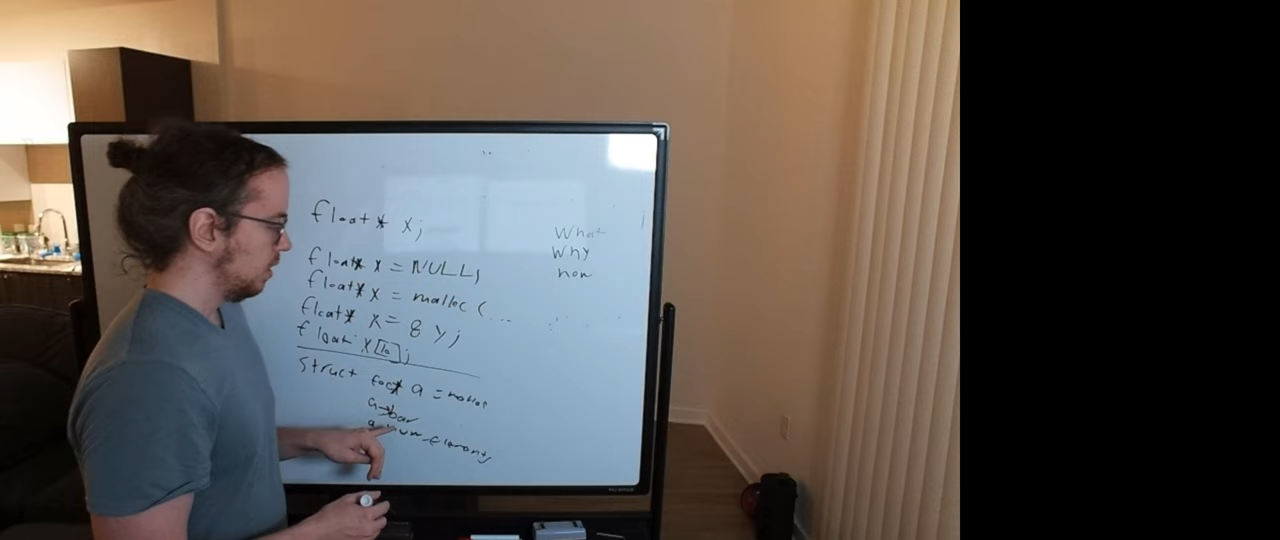 float* x;
float* x = NULL;
float* x = malloc (...
float* x = & y;
float x[10];
struct foo* a = malloc
a->bar
a->num_elements
What
Why
how